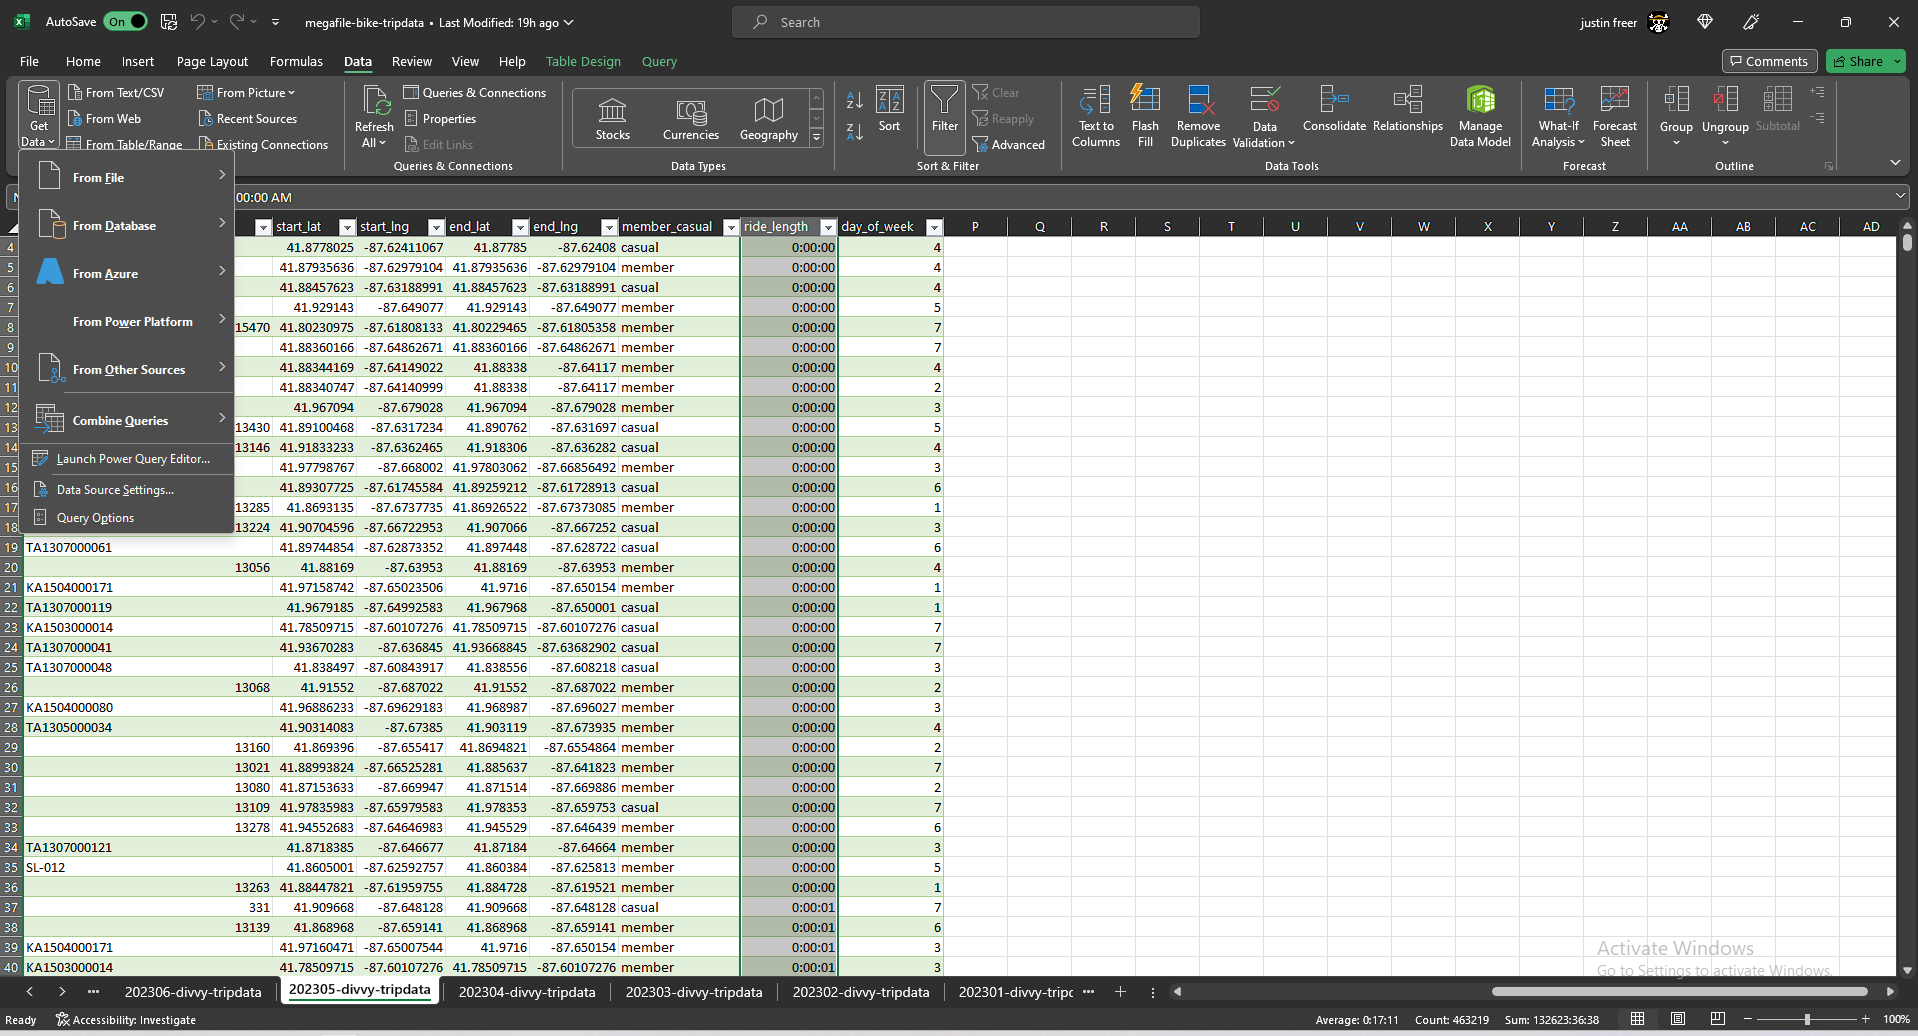 AutoSave On megafile-bike-tripdata • Last Modified: 19h ago Search justin freer
File Home Insert Page Layout Formulas Data Review View Help Table Design Query Comments Share
Get Data
From Text/CSV
From Web
From Table/Range
From Picture
Recent Sources
Existing Connections
Refresh All
Queries & Connections
Properties
Edit Links
Queries & Connections
Stocks Currencies Geography
Data Types
Sort
Filter
Clear
Reapply
Advanced
Sort & Filter
Text to Columns
Flash Fill
Remove Duplicates
Data Validation
Consolidate
Relationships
Manage Data Model
Data Tools
What-If Analysis
Forecast Sheet
Forecast
Group
Ungroup
Subtotal
Outline
From File
From Database
From Azure
From Power Platform
From Other Sources
Combine Queries
Launch Power Query Editor...
Data Source Settings...
Query Options
00:00 AM
start_lat start_lng end_lat end_lng member_casual ride_length day_of_week P Q R S T U V W X Y Z AA AB AC AD
4 41.8778025 -87.62411067 41.87785 -87.62408 casual 0:00:00 4
5 41.87935636 -87.62979104 41.87935636 -87.62979104 member 0:00:00 4
6 41.88457623 -87.63188991 41.88457623 -87.63188991 casual 0:00:00 4
7 41.929143 -87.649077 41.929143 -87.649077 member 0:00:00 5
8 15470 41.80230975 -87.61808133 41.80229465 -87.61805358 member 0:00:00 7
9 41.88360166 -87.64862671 41.88360166 -87.64862671 member 0:00:00 7
10 41.88344169 -87.64149022 41.88338 -87.64117 member 0:00:00 4
11 41.88340747 -87.64140999 41.88338 -87.64117 member 0:00:00 2
12 41.967094 -87.679028 41.967094 -87.679028 member 0:00:00 3
13 13430 41.89100468 -87.6317234 41.890762 -87.631697 casual 0:00:00 5
14 13146 41.91833233 -87.6362465 41.918306 -87.636282 casual 0:00:00 4
15 41.97798767 -87.668002 41.97803062 -87.66856492 member 0:00:00 3
16 41.89307725 -87.61745584 41.89259212 -87.61728913 casual 0:00:00 6
17 13285 41.8693135 -87.6737735 41.86926522 -87.67373085 member 0:00:00 1
18 13224 41.90704596 -87.66722953 41.907066 -87.667252 casual 0:00:00 3
19 TA1307000061 41.89744854 -87.62873352 41.897448 -87.628722 casual 0:00:00 6
20 13056 41.88169 -87.63953 41.88169 -87.63953 member 0:00:00 4
21 KA1504000171 41.97158742 -87.65023506 41.9716 -87.650154 member 0:00:00 1
22 TA1307000119 41.9679185 -87.64992583 41.967968 -87.650001 casual 0:00:00 1
23 KA1503000014 41.78509715 -87.60107276 41.78509715 -87.60107276 casual 0:00:00 7
24 TA1307000041 41.93670283 -87.636845 41.93668845 -87.63682902 casual 0:00:00 7
25 TA1307000048 41.838497 -87.60843917 41.838556 -87.608218 casual 0:00:00 3
26 13068 41.91552 -87.687022 41.91552 -87.687022 member 0:00:00 2
27 KA1504000080 41.96886233 -87.69629183 41.968987 -87.696027 member 0:00:00 3
28 TA1305000034 41.90314083 -87.67385 41.903119 -87.673935 member 0:00:00 4
29 13160 41.869396 -87.655417 41.8694821 -87.6554864 member 0:00:00 2
30 13021 41.88993824 -87.66525281 41.885637 -87.641823 member 0:00:00 7
31 13080 41.87153633 -87.669947 41.871514 -87.669886 member 0:00:00 2
32 13109 41.97835983 -87.65979583 41.978353 -87.659753 casual 0:00:00 7
33 13278 41.94552683 -87.64646983 41.945529 -87.646439 member 0:00:00 6
34 TA1307000121 41.8718385 -87.646677 41.87184 -87.64664 member 0:00:00 3
35 SL-012 41.8605001 -87.62592757 41.860384 -87.625813 member 0:00:00 5
36 13263 41.88447821 -87.61959755 41.884728 -87.619521 member 0:00:00 1
37 331 41.909668 -87.648128 41.909668 -87.648128 casual 0:00:01 7
38 13139 41.868968 -87.659141 41.868968 -87.659141 member 0:00:01 6
39 KA1504000171 41.97160471 -87.65007544 41.9716 -87.650154 member 0:00:01 3
40 KA1503000014 41.78509715 -87.60107276 41.78509715 -87.60107276 member 0:00:01 3
Activate Windows
Go to Settings to activate Windows.
202306-divvy-tripdata 202305-divvy-tripdata 202304-divvy-tripdata 202303-divvy-tripdata 202302-divvy-tripdata 202301-divvy-tripc
Ready Accessibility: Investigate Average: 0:17:11 Count: 463219 Sum: 132623:36:38 100%